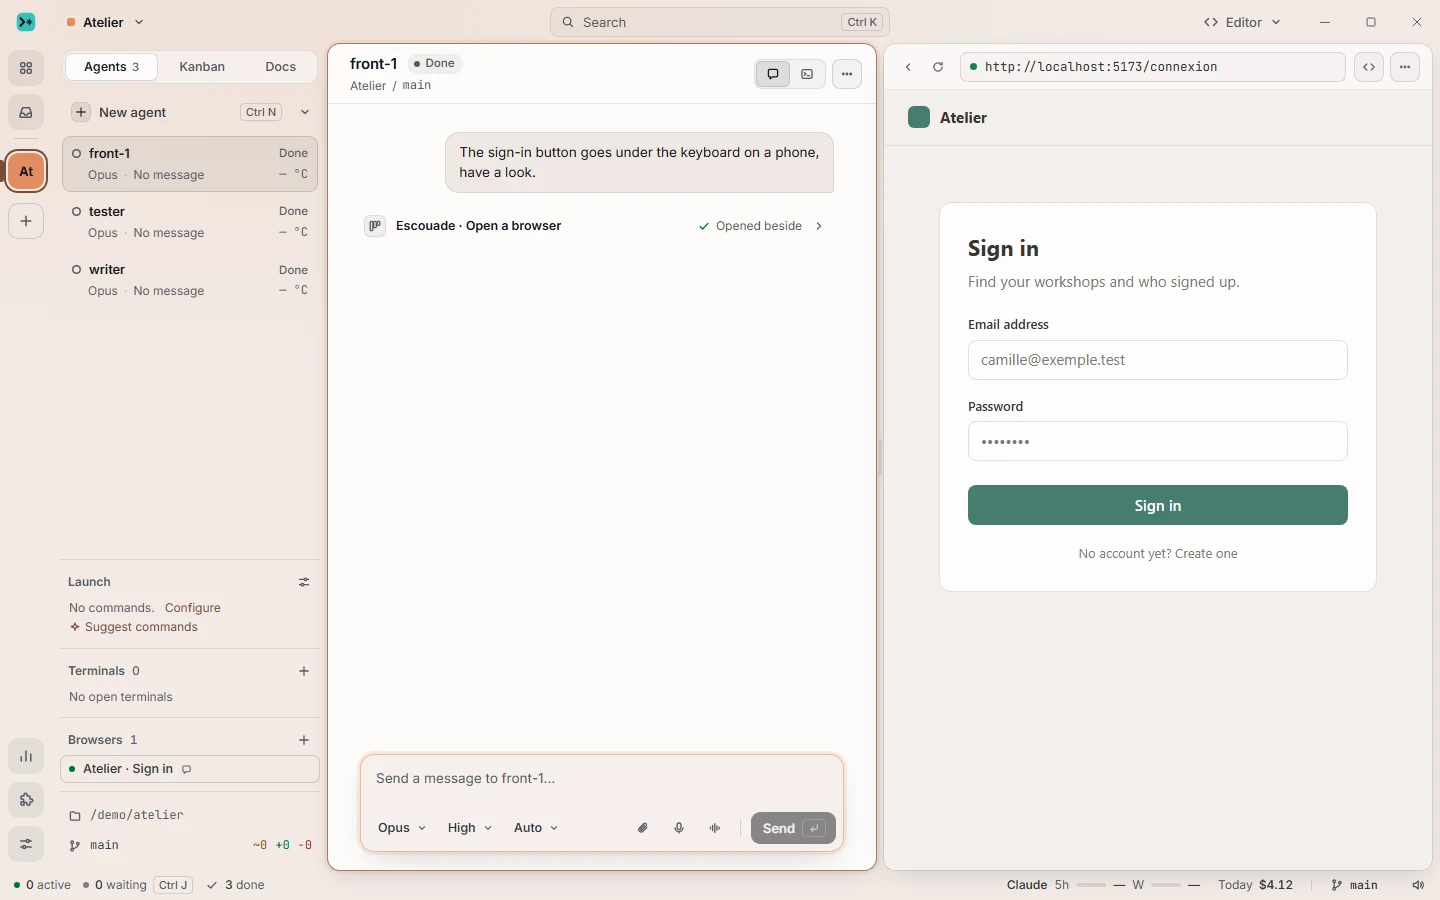 Atelier
Search
Ctrl K
Editor
Agents 3
Kanban
Docs
New agent
Ctrl N
At
front-1
Done
Opus · No message
– °C
tester
Done
Opus · No message
– °C
writer
Done
Opus · No message
– °C
Launch
No commands. Configure
Suggest commands
Terminals 0
No open terminals
Browsers 1
Atelier · Sign in
/demo/atelier
main
~0 +0 -0
front-1
Done
Atelier / main
The sign-in button goes under the keyboard on a phone,
have a look.
Escouade · Open a browser
Opened beside
Send a message to front-1...
Opus
High
Auto
Send
http://localhost:5173/connexion
Atelier
Sign in
Find your workshops and who signed up.
Email address
camille@exemple.test
Password
••••••••
Sign in
No account yet? Create one
0 active
0 waiting
Ctrl J
3 done
Claude 5h — W —
Today $4.12
main